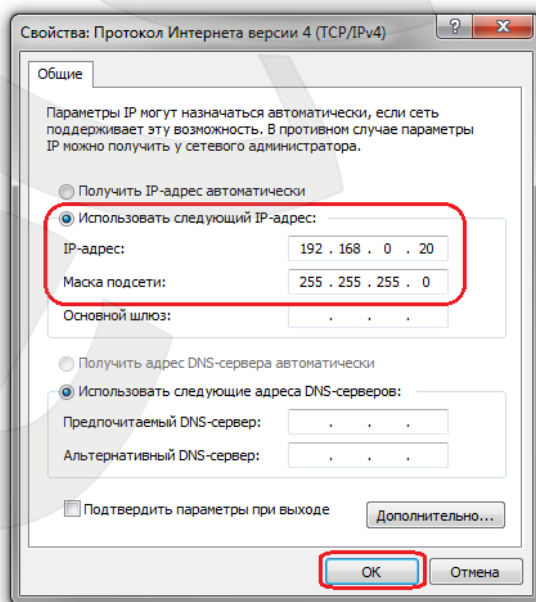 Свойства: Протокол Интернета версии 4 (TCP/IPv4)
Общие
Параметры IP могут назначаться автоматически, если сеть
поддерживает эту возможность. В противном случае параметры
IP можно получить у сетевого администратора.
Получить IP-адрес автоматически
Использовать следующий IP-адрес:
IP-адрес: 192 . 168 . 0 . 20
Маска подсети: 255 . 255 . 255 . 0
Основной шлюз: . . .
Получить адрес DNS-сервера автоматически
Использовать следующие адреса DNS-серверов:
Предпочитаемый DNS-сервер: . . .
Альтернативный DNS-сервер: . . .
Подтвердить параметры при выходе
Дополнительно...
ОК Отмена